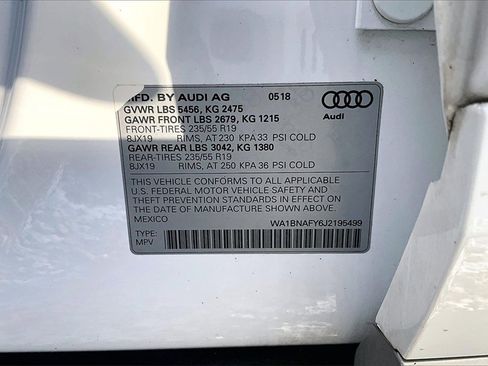 MFD. BY AUDI AG 0518
GVWR LBS 5456, KG 2475
GAWR FRONT LBS 2679, KG 1215
FRONT-TIRES 235/55 R19
8JX19 RIMS, AT 230 KPA 33 PSI COLD
GAWR REAR LBS 3042, KG 1380
REAR-TIRES 235/55 R19
8JX19 RIMS, AT 250 KPA 36 PSI COLD
Audi
THIS VEHICLE CONFORMS TO ALL APPLICABLE
U.S. FEDERAL MOTOR VEHICLE SAFETY AND
THEFT PREVENTION STANDARDS IN EFFECT ON
THE DATE OF MANUFACTURE SHOWN ABOVE.
MEXICO
WA1BNAFY6J2195499
TYPE:
MPV